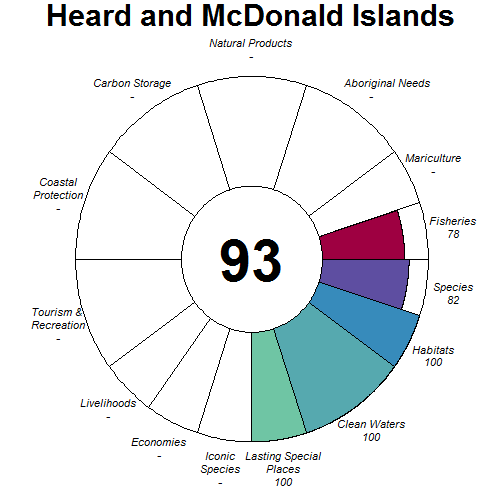 Heard and McDonald Islands
Natural Products
-
Carbon Storage
-
Aboriginal Needs
-
Mariculture
-
Coastal
Protection
-
Fisheries
78
93
Species
82
Tourism &
Recreation
-
Habitats
100
Livelihoods
-
Clean Waters
100
Economies
-
Iconic
Species
-
Lasting Special
Places
100